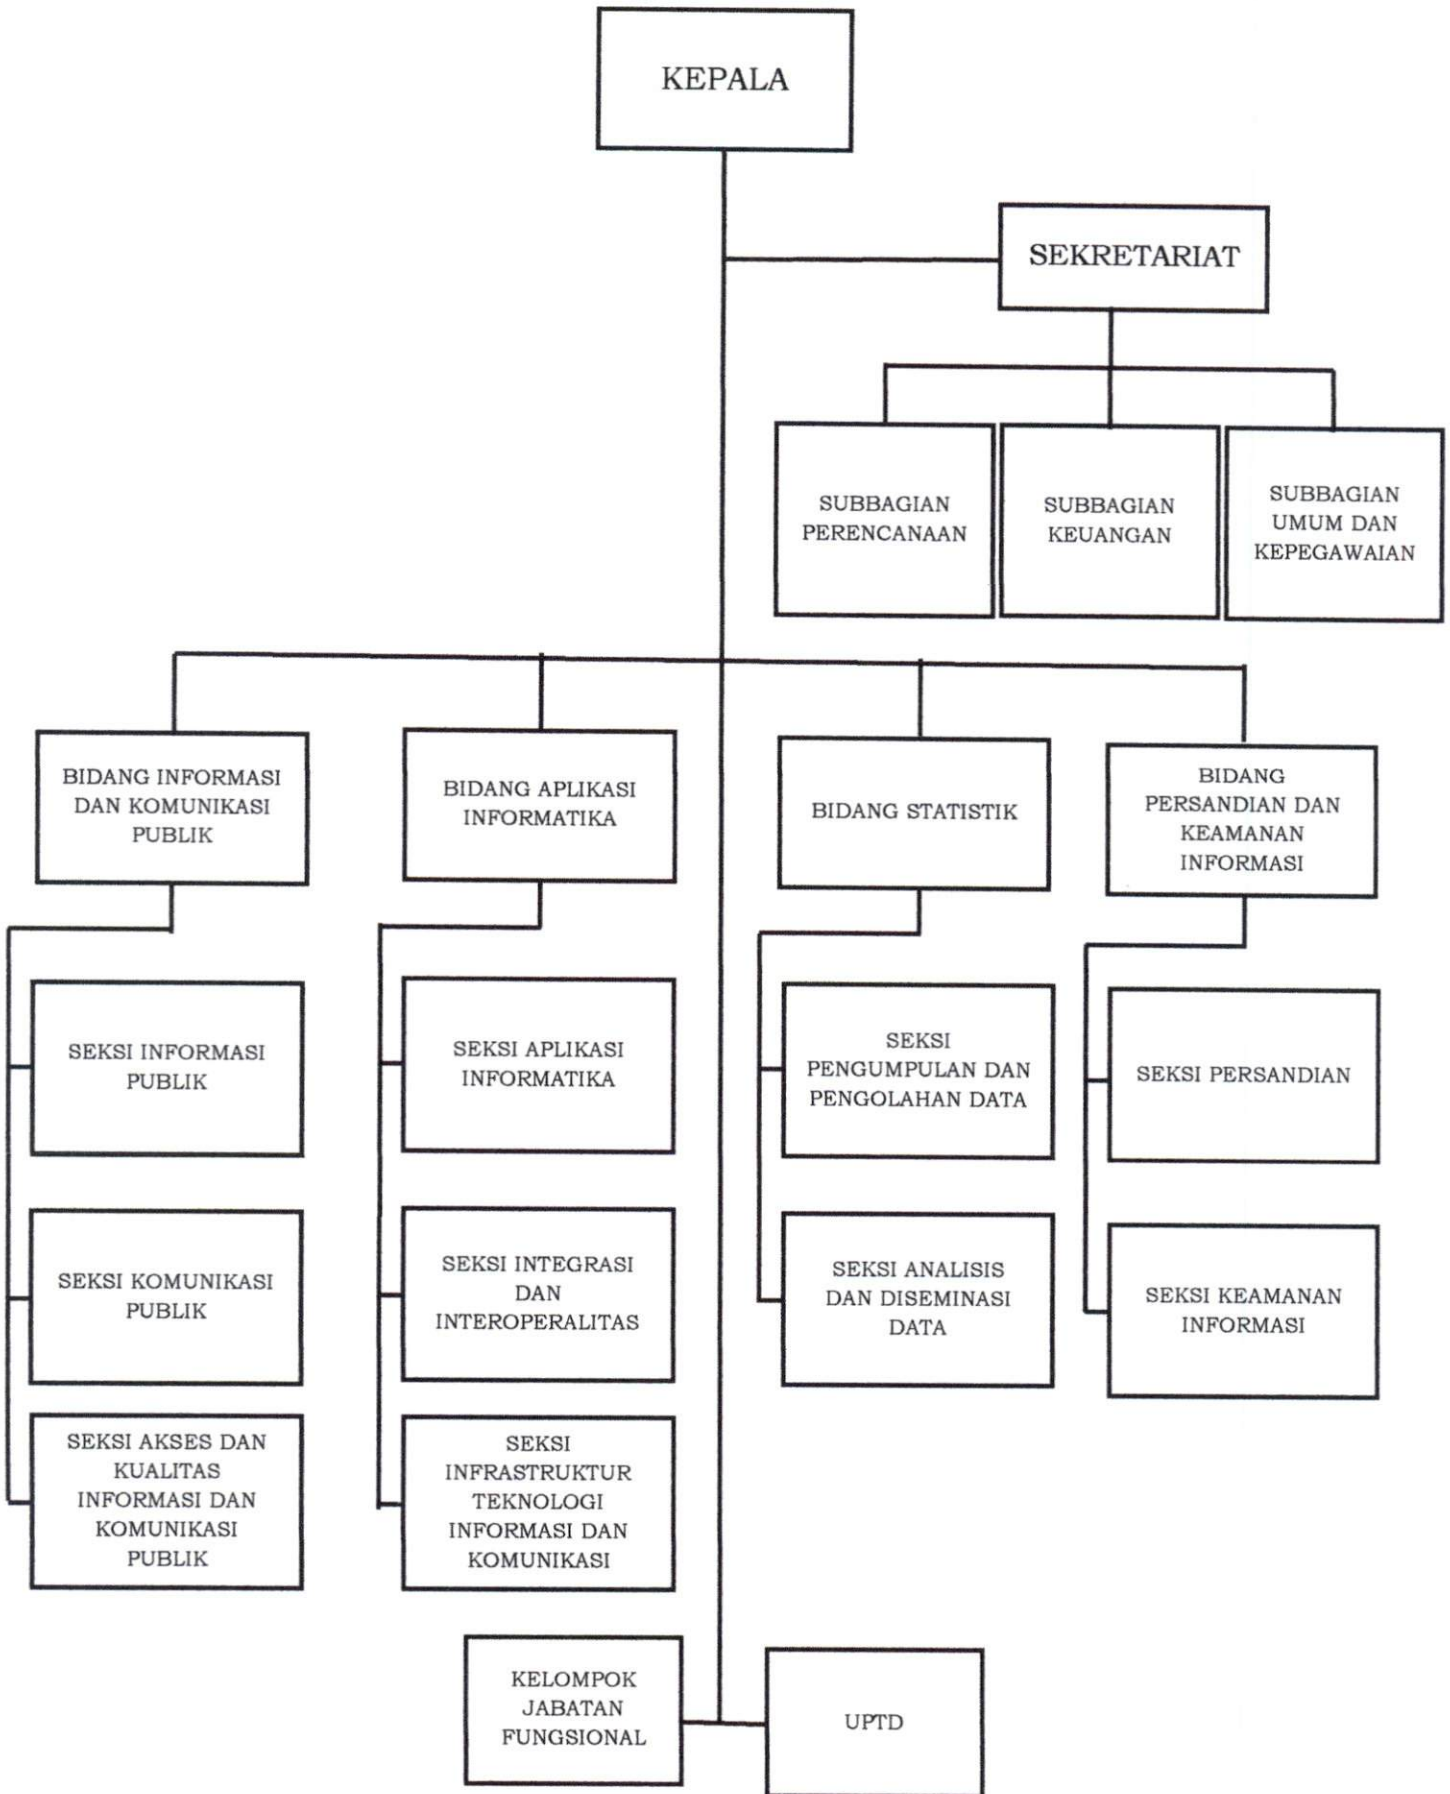 KEPALA
SEKRETARIAT
SUBBAGIAN
PERENCANAAN
SUBBAGIAN
KEUANGAN
SUBBAGIAN
UMUM DAN
KEPEGAWAIAN
BIDANG INFORMASI
DAN KOMUNIKASI
PUBLIK
BIDANG APLIKASI
INFORMATIKA
BIDANG STATISTIK
BIDANG
PERSANDIAN DAN
KEAMANAN
INFORMASI
SEKSI INFORMASI
PUBLIK
SEKSI APLIKASI
INFORMATIKA
SEKSI
PENGUMPULAN DAN
PENGOLAHAN DATA
SEKSI PERSANDIAN
SEKSI KOMUNIKASI
PUBLIK
SEKSI INTEGRASI
DAN
INTEROPERALITAS
SEKSI ANALISIS
DAN DISEMINASI
DATA
SEKSI KEAMANAN
INFORMASI
SEKSI AKSES DAN
KUALITAS
INFORMASI DAN
KOMUNIKASI
PUBLIK
SEKSI
INFRASTRUKTUR
TEKNOLOGI
INFORMASI DAN
KOMUNIKASI
KELOMPOK
JABATAN
FUNGSIONAL
UPTD